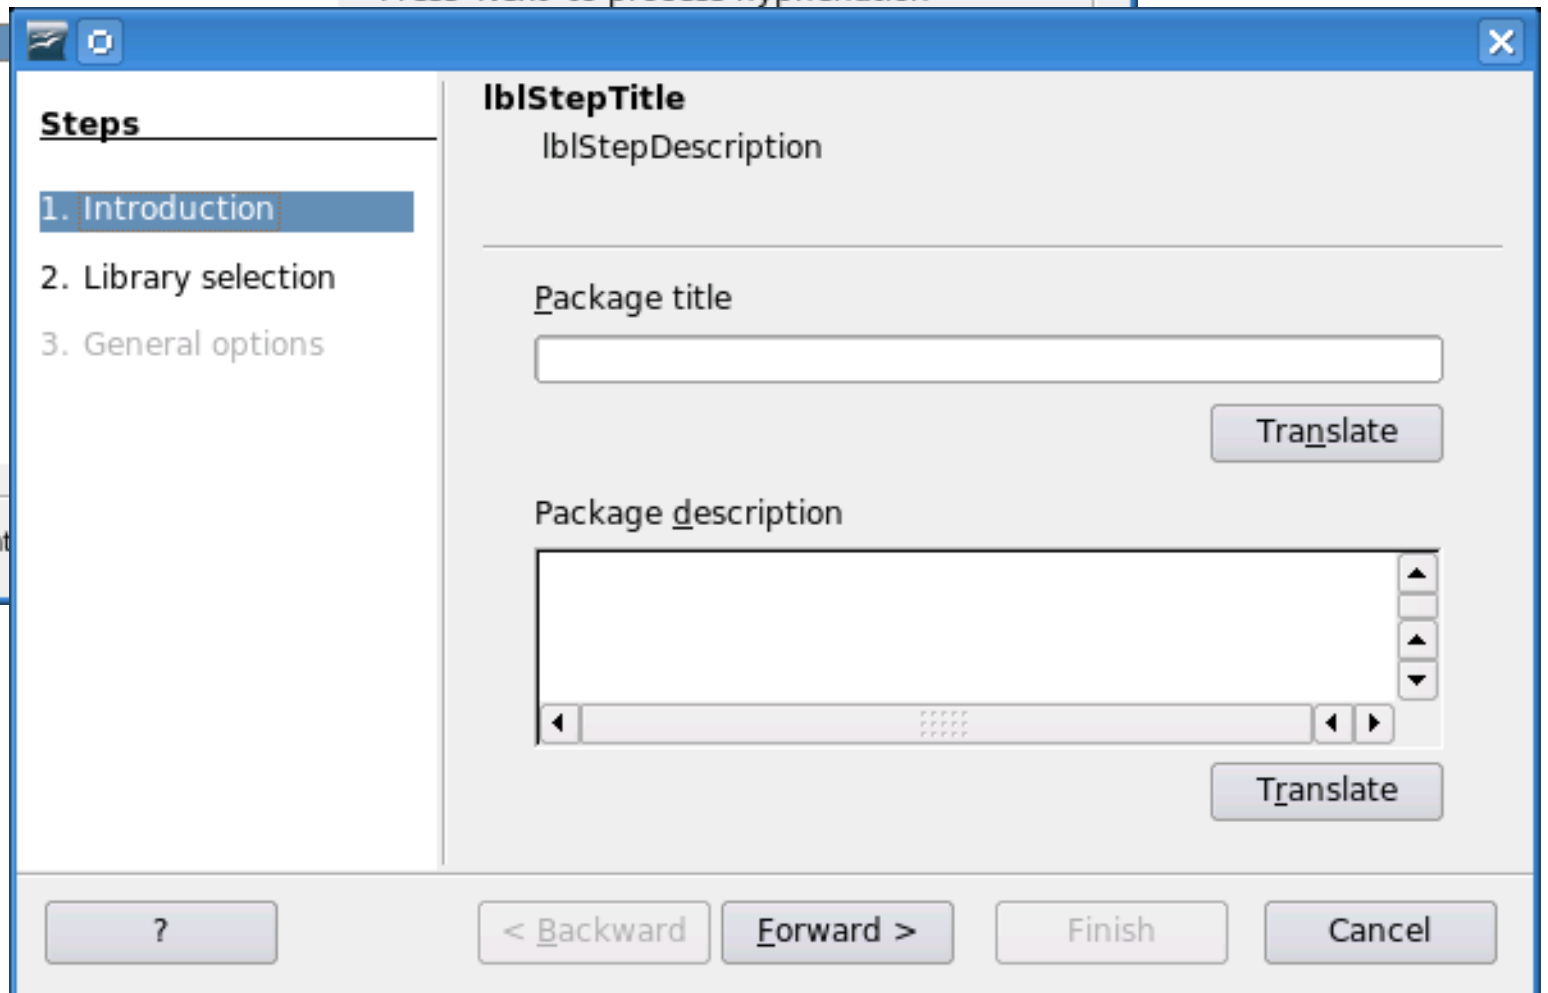 Steps
1. Introduction
2. Library selection
3. General options
lblStepTitle
lblStepDescription
Package title
Translate
Package description
Translate
?
< Backward
Forward >
Finish
Cancel